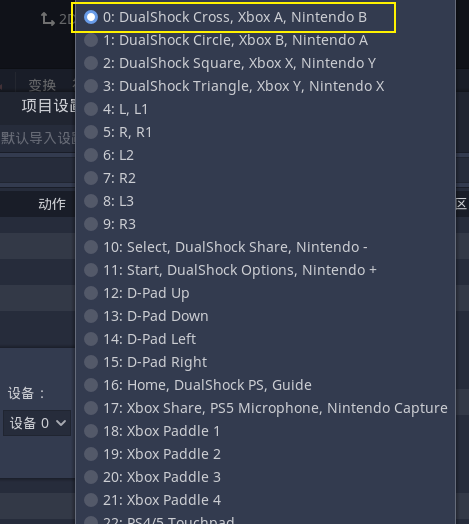 2D
0: DualShock Cross, Xbox A, Nintendo B
1: DualShock Circle, Xbox B, Nintendo A
2: DualShock Square, Xbox X, Nintendo Y
变换
3: DualShock Triangle, Xbox Y, Nintendo X
项目设置
4: L, L1
默认导入设置
5: R, R1
6: L2
7: R2
动作
8: L3
区
9: R3
10: Select, DualShock Share, Nintendo -
11: Start, DualShock Options, Nintendo +
12: D-Pad Up
13: D-Pad Down
14: D-Pad Left
15: D-Pad Right
设备：
16: Home, DualShock PS, Guide
17: Xbox Share, PS5 Microphone, Nintendo Capture
设备 0
18: Xbox Paddle 1
19: Xbox Paddle 2
20: Xbox Paddle 3
21: Xbox Paddle 4
22: PS4/5 Touchpad